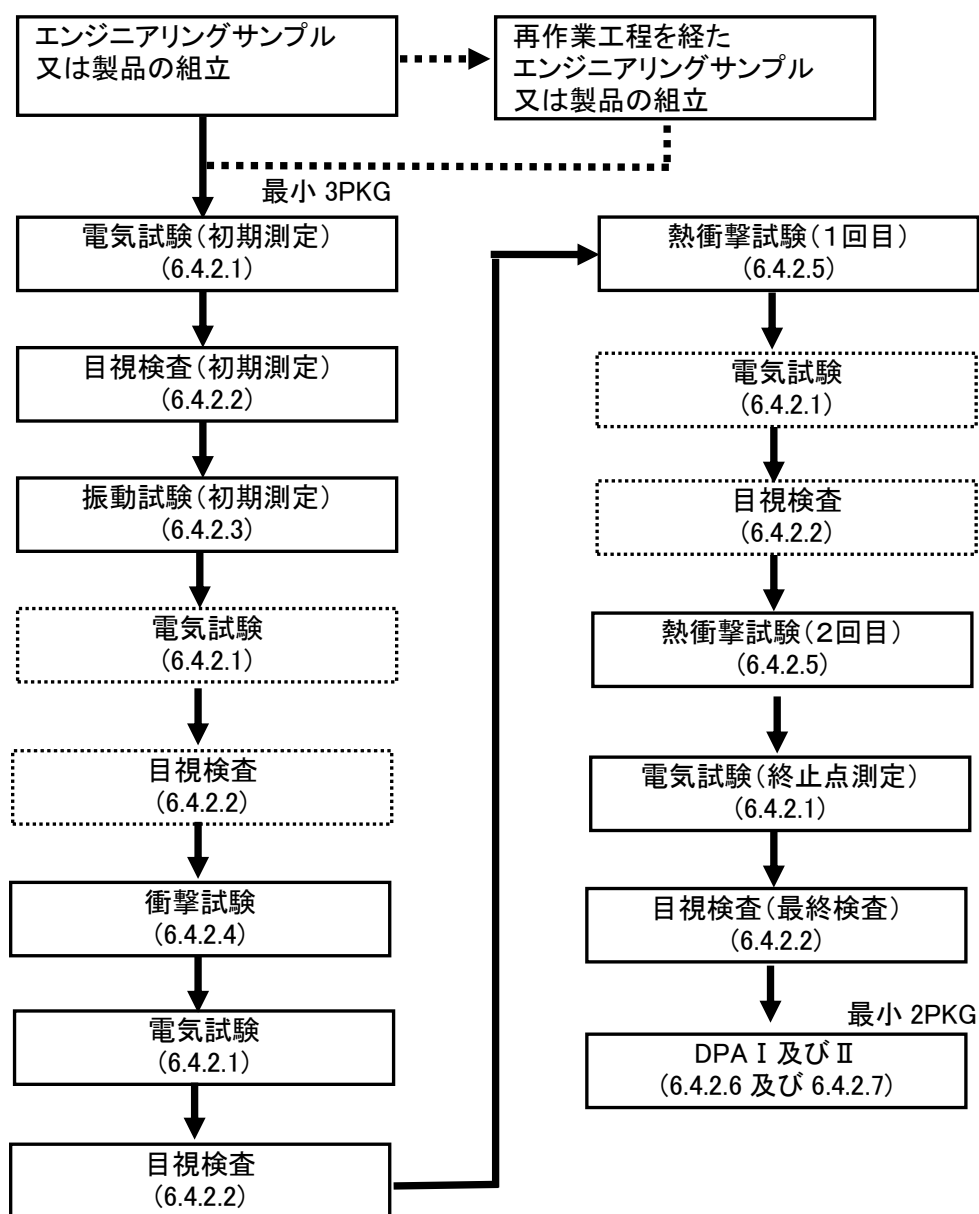 エンジニアリングサンプル
又は製品の組立
再作業工程を経た
エンジニアリングサンプル
又は製品の組立
最小 3PKG
電気試験(初期測定)
(6.4.2.1)
目視検査(初期測定)
(6.4.2.2)
振動試験(初期測定)
(6.4.2.3)
電気試験
(6.4.2.1)
目視検査
(6.4.2.2)
衝撃試験
(6.4.2.4)
電気試験
(6.4.2.1)
目視検査
(6.4.2.2)
熱衝撃試験(1回目)
(6.4.2.5)
電気試験
(6.4.2.1)
目視検査
(6.4.2.2)
熱衝撃試験(2回目)
(6.4.2.5)
電気試験(終止点測定)
(6.4.2.1)
目視検査(最終検査)
(6.4.2.2)
最小 2PKG
DPA Ⅰ 及び Ⅱ
(6.4.2.6 及び 6.4.2.7)